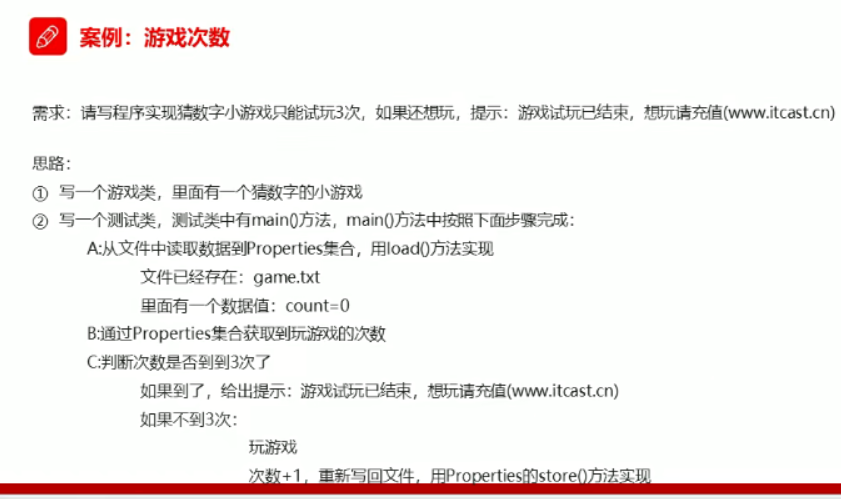 案例：游戏次数
需求：请写程序实现猜数字小游戏只能试玩3次，如果还想玩，提示：游戏试玩已结束，想玩请充值(www.itcast.cn)
思路：
① 写一个游戏类，里面有一个猜数字的小游戏
② 写一个测试类，测试类中有main()方法，main()方法中按照下面步骤完成：
A:从文件中读取数据到Properties集合，用load()方法实现
文件已经存在：game.txt
里面有一个数据值：count=0
B:通过Properties集合获取到玩游戏的次数
C:判断次数是否到到3次了
如果到了，给出提示：游戏试玩已结束，想玩请充值(www.itcast.cn)
如果不到3次：
玩游戏
次数+1，重新写回文件，用Properties的store()方法实现